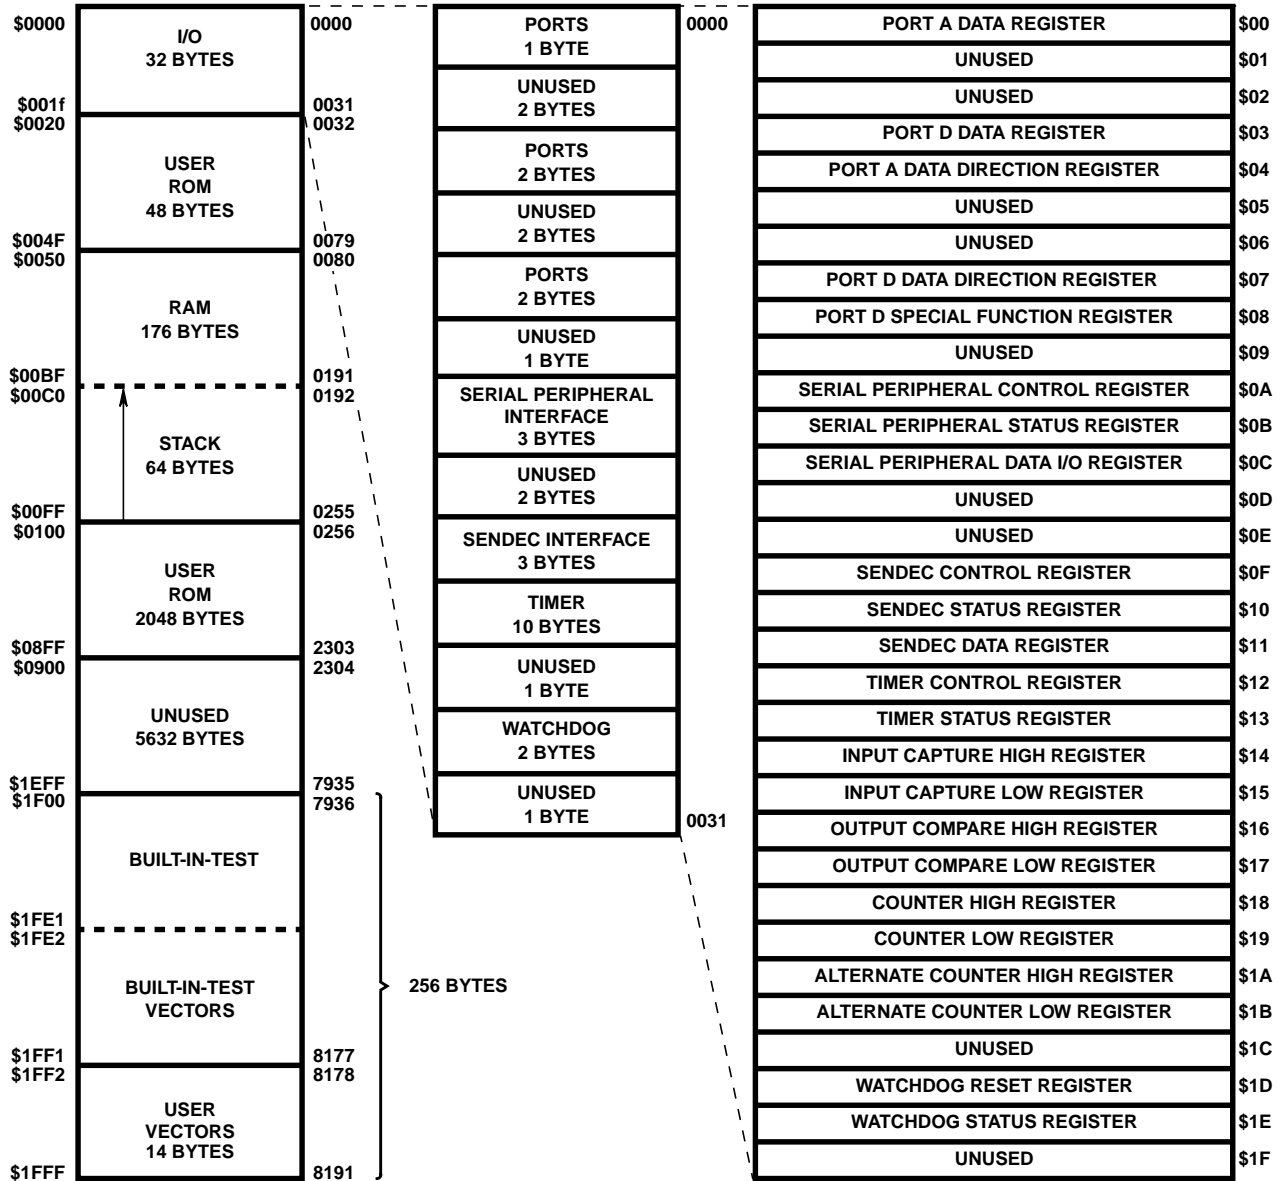 $0000
I/O
32 BYTES
0000
$001f
0031
$0020
0032
USER
ROM
48 BYTES
$004F
0079
$0050
0080
RAM
176 BYTES
$00BF
0191
$00C0
0192
STACK
64 BYTES
$00FF
0255
$0100
0256
USER
ROM
2048 BYTES
$08FF
2303
$0900
2304
UNUSED
5632 BYTES
$1EFF
7935
$1F00
7936
BUILT-IN-TEST
$1FE1
$1FE2
BUILT-IN-TEST
VECTORS
256 BYTES
$1FF1
8177
$1FF2
8178
USER
VECTORS
14 BYTES
$1FFF
8191
PORTS
1 BYTE
0000
UNUSED
2 BYTES
PORTS
2 BYTES
UNUSED
2 BYTES
PORTS
2 BYTES
UNUSED
1 BYTE
SERIAL PERIPHERAL
INTERFACE
3 BYTES
UNUSED
2 BYTES
SENDEC INTERFACE
3 BYTES
TIMER
10 BYTES
UNUSED
1 BYTE
WATCHDOG
2 BYTES
UNUSED
1 BYTE
0031
PORT A DATA REGISTER $00
UNUSED $01
UNUSED $02
PORT D DATA REGISTER $03
PORT A DATA DIRECTION REGISTER $04
UNUSED $05
UNUSED $06
PORT D DATA DIRECTION REGISTER $07
PORT D SPECIAL FUNCTION REGISTER $08
UNUSED $09
SERIAL PERIPHERAL CONTROL REGISTER $0A
SERIAL PERIPHERAL STATUS REGISTER $0B
SERIAL PERIPHERAL DATA I/O REGISTER $0C
UNUSED $0D
UNUSED $0E
SENDEC CONTROL REGISTER $0F
SENDEC STATUS REGISTER $10
SENDEC DATA REGISTER $11
TIMER CONTROL REGISTER $12
TIMER STATUS REGISTER $13
INPUT CAPTURE HIGH REGISTER $14
INPUT CAPTURE LOW REGISTER $15
OUTPUT COMPARE HIGH REGISTER $16
OUTPUT COMPARE LOW REGISTER $17
COUNTER HIGH REGISTER $18
COUNTER LOW REGISTER $19
ALTERNATE COUNTER HIGH REGISTER $1A
ALTERNATE COUNTER LOW REGISTER $1B
UNUSED $1C
WATCHDOG RESET REGISTER $1D
WATCHDOG STATUS REGISTER $1E
UNUSED $1F